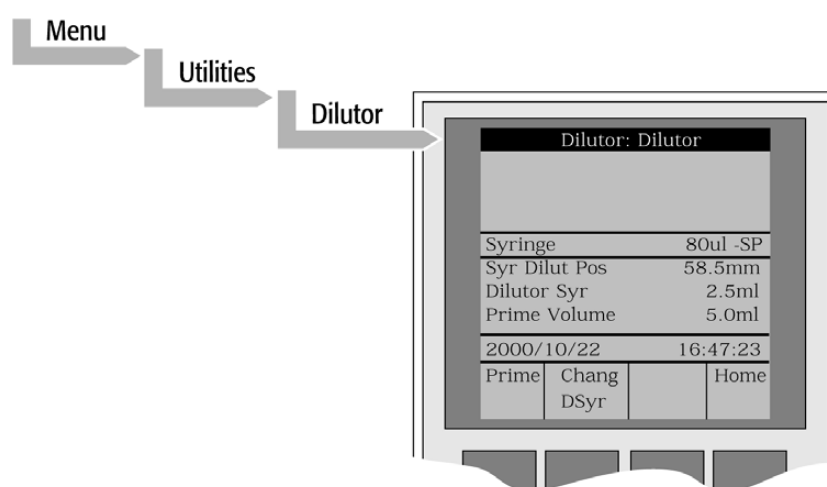 Menu
Utilities
Dilutor
Dilutor: Dilutor
Syringe 80ul -SP
Syr Dilut Pos 58.5mm
Dilutor Syr 2.5ml
Prime Volume 5.0ml
2000/10/22 16:47:23
Prime Chang Home
DSyr